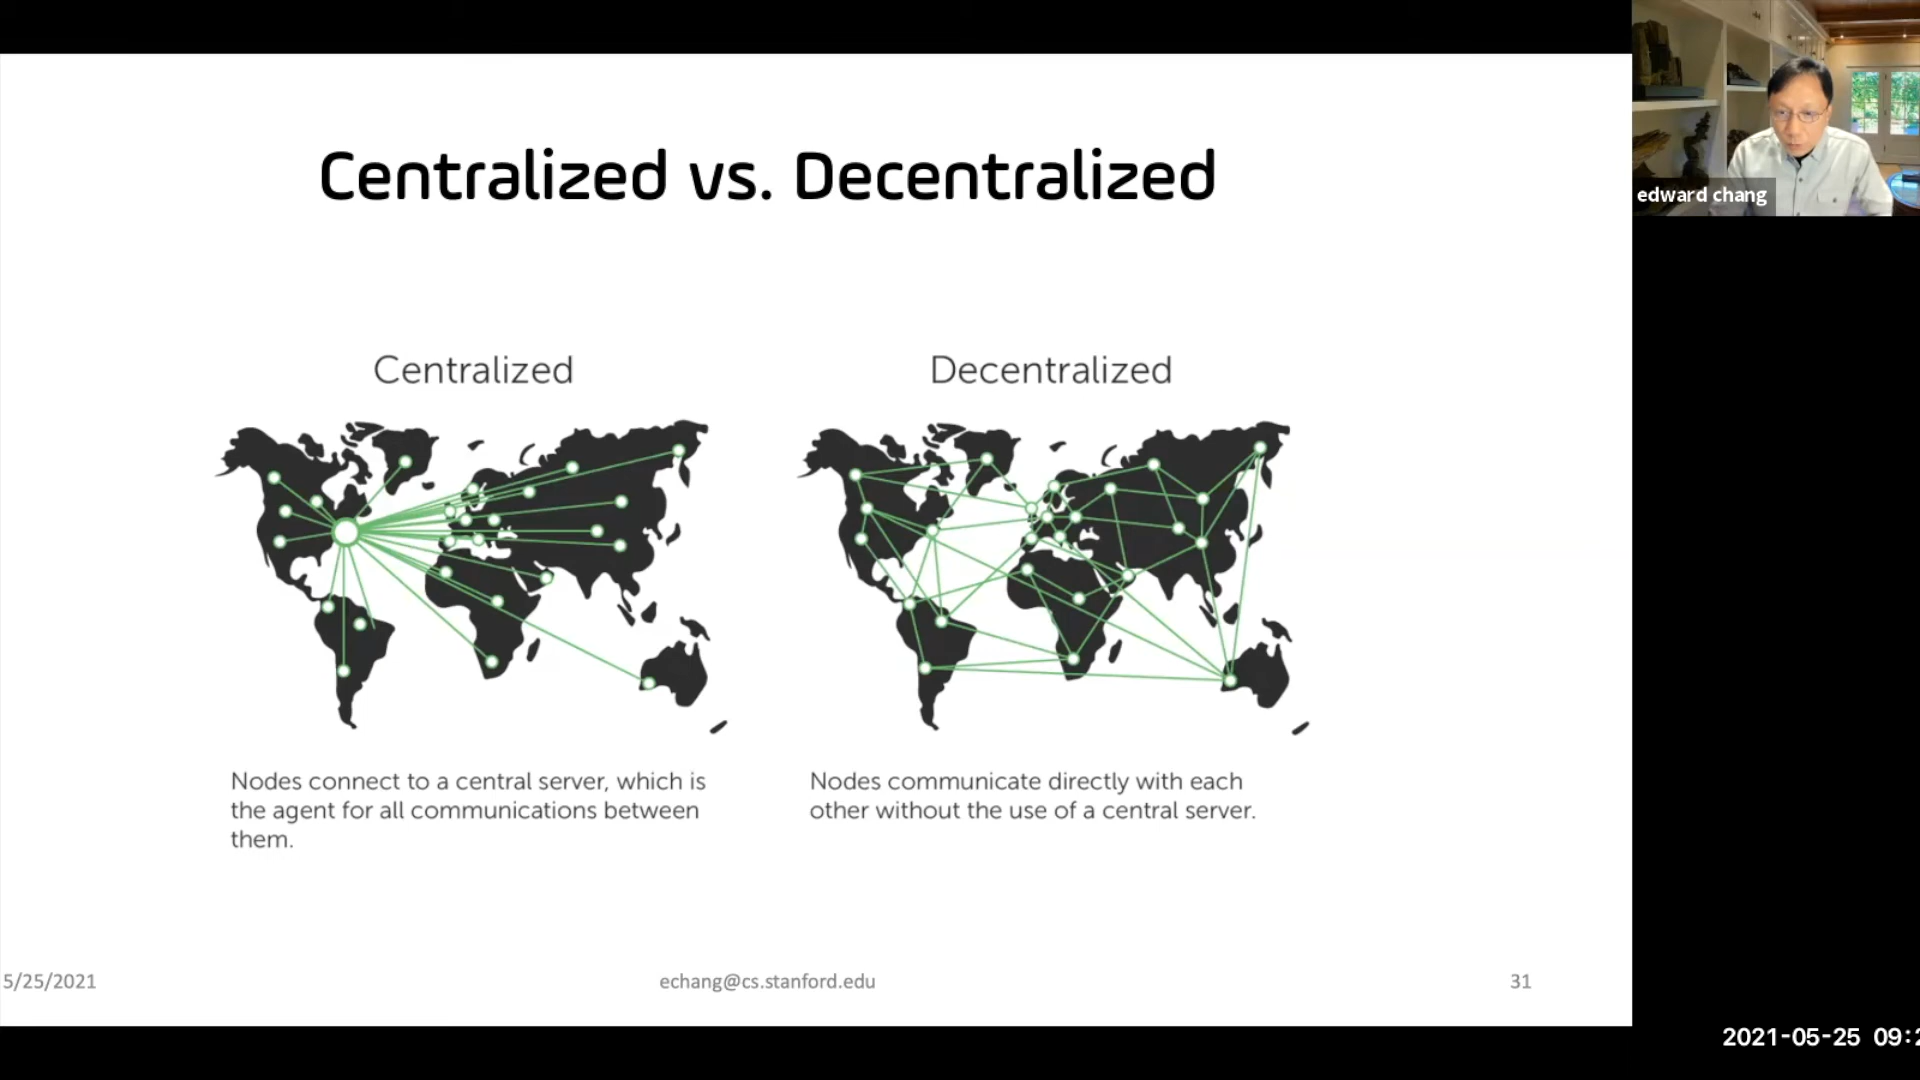 Centralized vs. Decentralized
edward chang
Centralized
Decentralized
Nodes connect to a central server, which is
the agent for all communications between
them.
Nodes communicate directly with each
other without the use of a central server.
5/25/2021
echang@cs.stanford.edu
31
2021-05-25 09:2